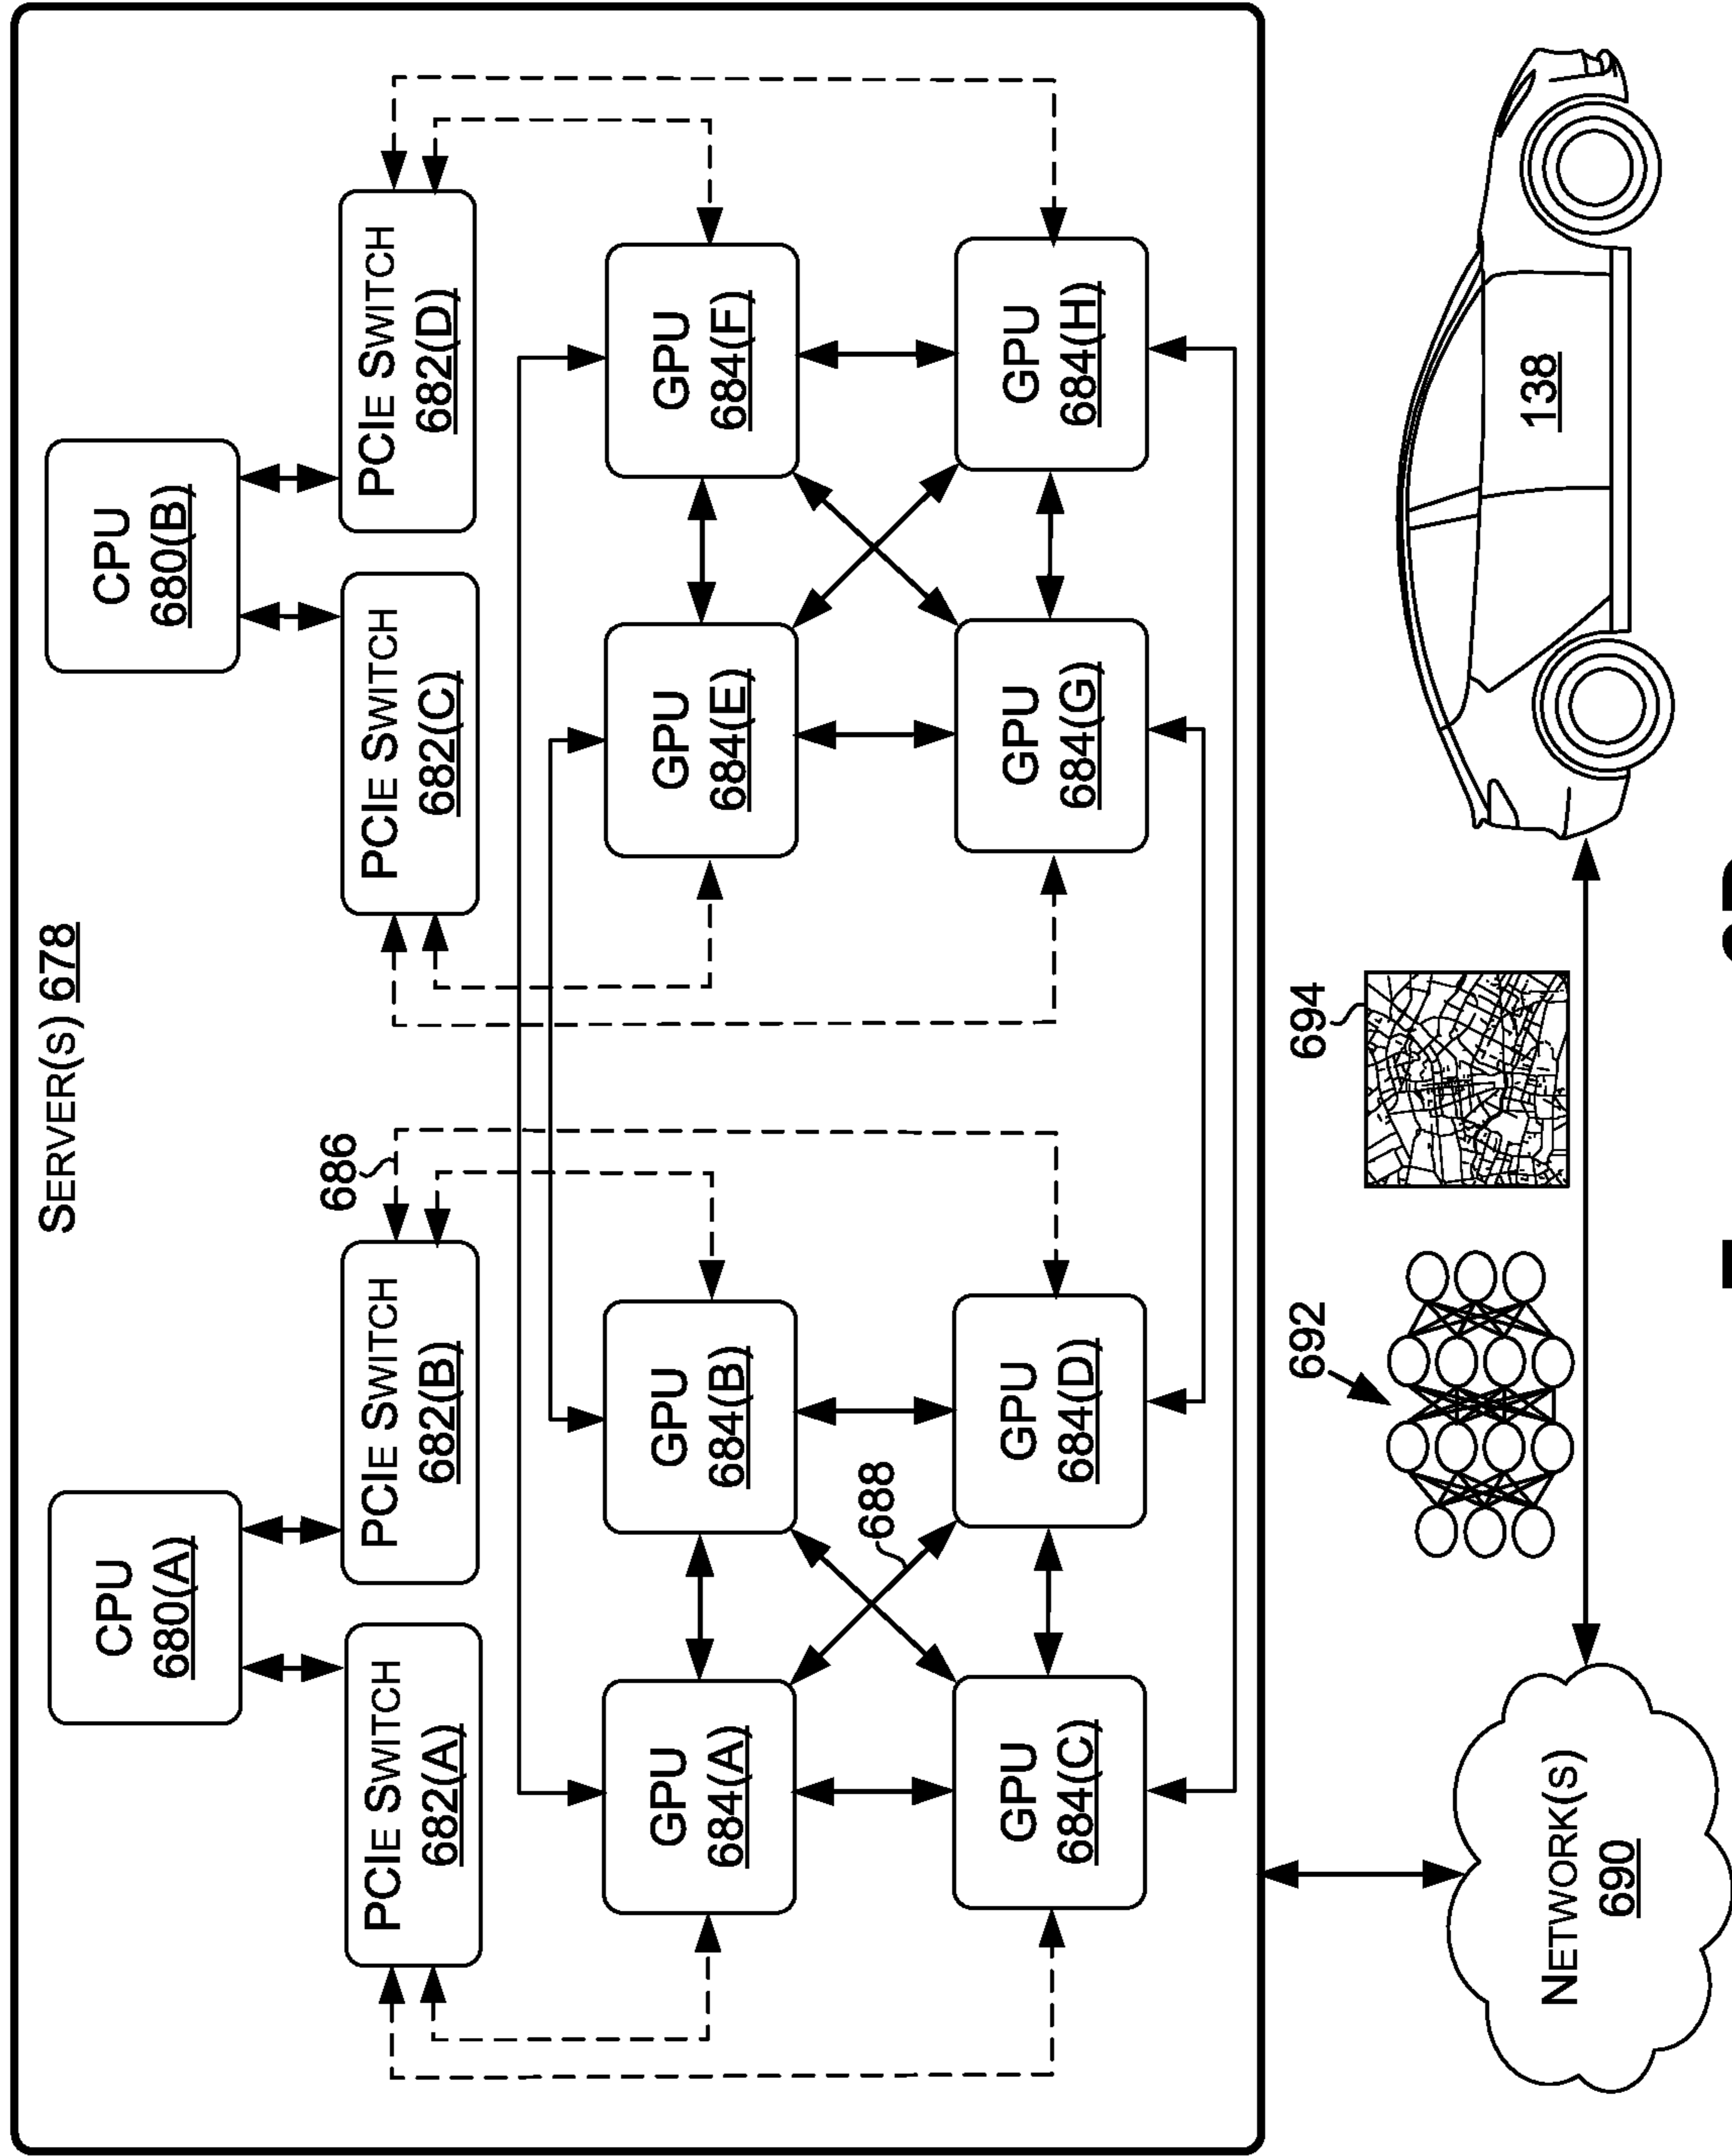 SERVER(S) 678
CPU
680(A)
CPU
680(B)
PCIE SWITCH
682(A)
PCIE SWITCH
682(B)
686
PCIE SWITCH
682(C)
PCIE SWITCH
682(D)
GPU
684(A)
GPU
684(B)
GPU
684(E)
GPU
684(F)
688
GPU
684(C)
GPU
684(D)
GPU
684(G)
GPU
684(H)
692
694
NETWORK(S)
690
138